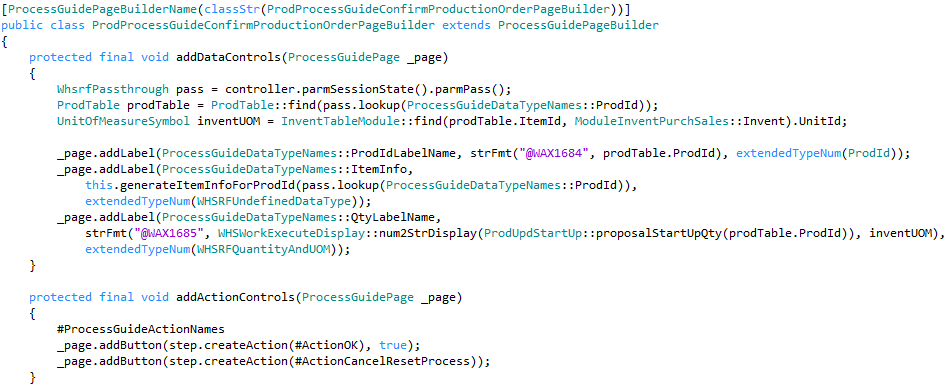 [ProcessGuidePageBuilderName(classStr(ProdProcessGuideConfirmProductionOrderPageBuilder))]
public class ProdProcessGuideConfirmProductionOrderPageBuilder extends ProcessGuidePageBuilder
{
    protected final void addDataControls(ProcessGuidePage _page)
    {
        WhsrfPassthrough pass = controller.parmSessionState().parmPass();
        ProdTable prodTable = ProdTable::find(pass.lookup(ProcessGuideDataTypeNames::ProdId));
        UnitOfMeasureSymbol inventUOM = InventTableModule::find(prodTable.ItemId, ModuleInventPurchSales::Invent).UnitId;

        _page.addLabel(ProcessGuideDataTypeNames::ProdIdLabelName, strFmt("@WAX1684", prodTable.ProdId), extendedTypeNum(ProdId));
        _page.addLabel(ProcessGuideDataTypeNames::ItemInfo,
            this.generateItemInfoForProdId(pass.lookup(ProcessGuideDataTypeNames::ProdId)),
            extendedTypeNum(WHSRFUndefinedDataType));
        _page.addLabel(ProcessGuideDataTypeNames::QtyLabelName,
            strFmt("@WAX1685", WHSWorkExecuteDisplay::num2StrDisplay(ProdUpdStartUp::proposalStartUpQty(prodTable.ProdId)), inventUOM),
            extendedTypeNum(WHSRFQuantityAndUOM));
    }

    protected final void addActionControls(ProcessGuidePage _page)
    {
        #ProcessGuideActionNames
        _page.addButton(step.createAction(#ActionOK), true);
        _page.addButton(step.createAction(#ActionCancelResetProcess));
    }